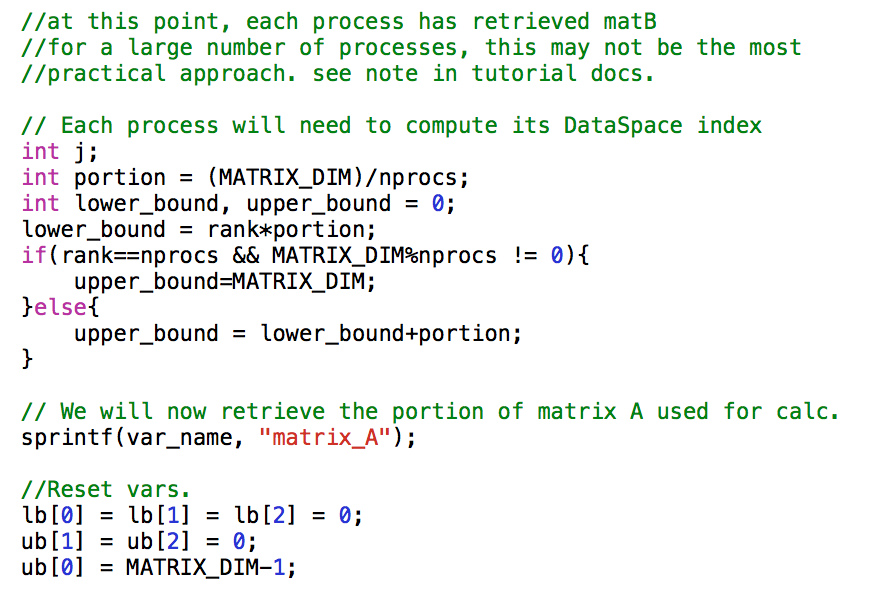 //at this point, each process has retrieved matB
//for a large number of processes, this may not be the most
//practical approach. see note in tutorial docs.

// Each process will need to compute its DataSpace index
int j;
int portion = (MATRIX_DIM)/nprocs;
int lower_bound, upper_bound = 0;
lower_bound = rank*portion;
if(rank==nprocs && MATRIX_DIM%nprocs != 0){
    upper_bound=MATRIX_DIM;
}else{
    upper_bound = lower_bound+portion;
}

// We will now retrieve the portion of matrix A used for calc.
sprintf(var_name, "matrix_A");

//Reset vars.
lb[0] = lb[1] = lb[2] = 0;
ub[1] = ub[2] = 0;
ub[0] = MATRIX_DIM-1;